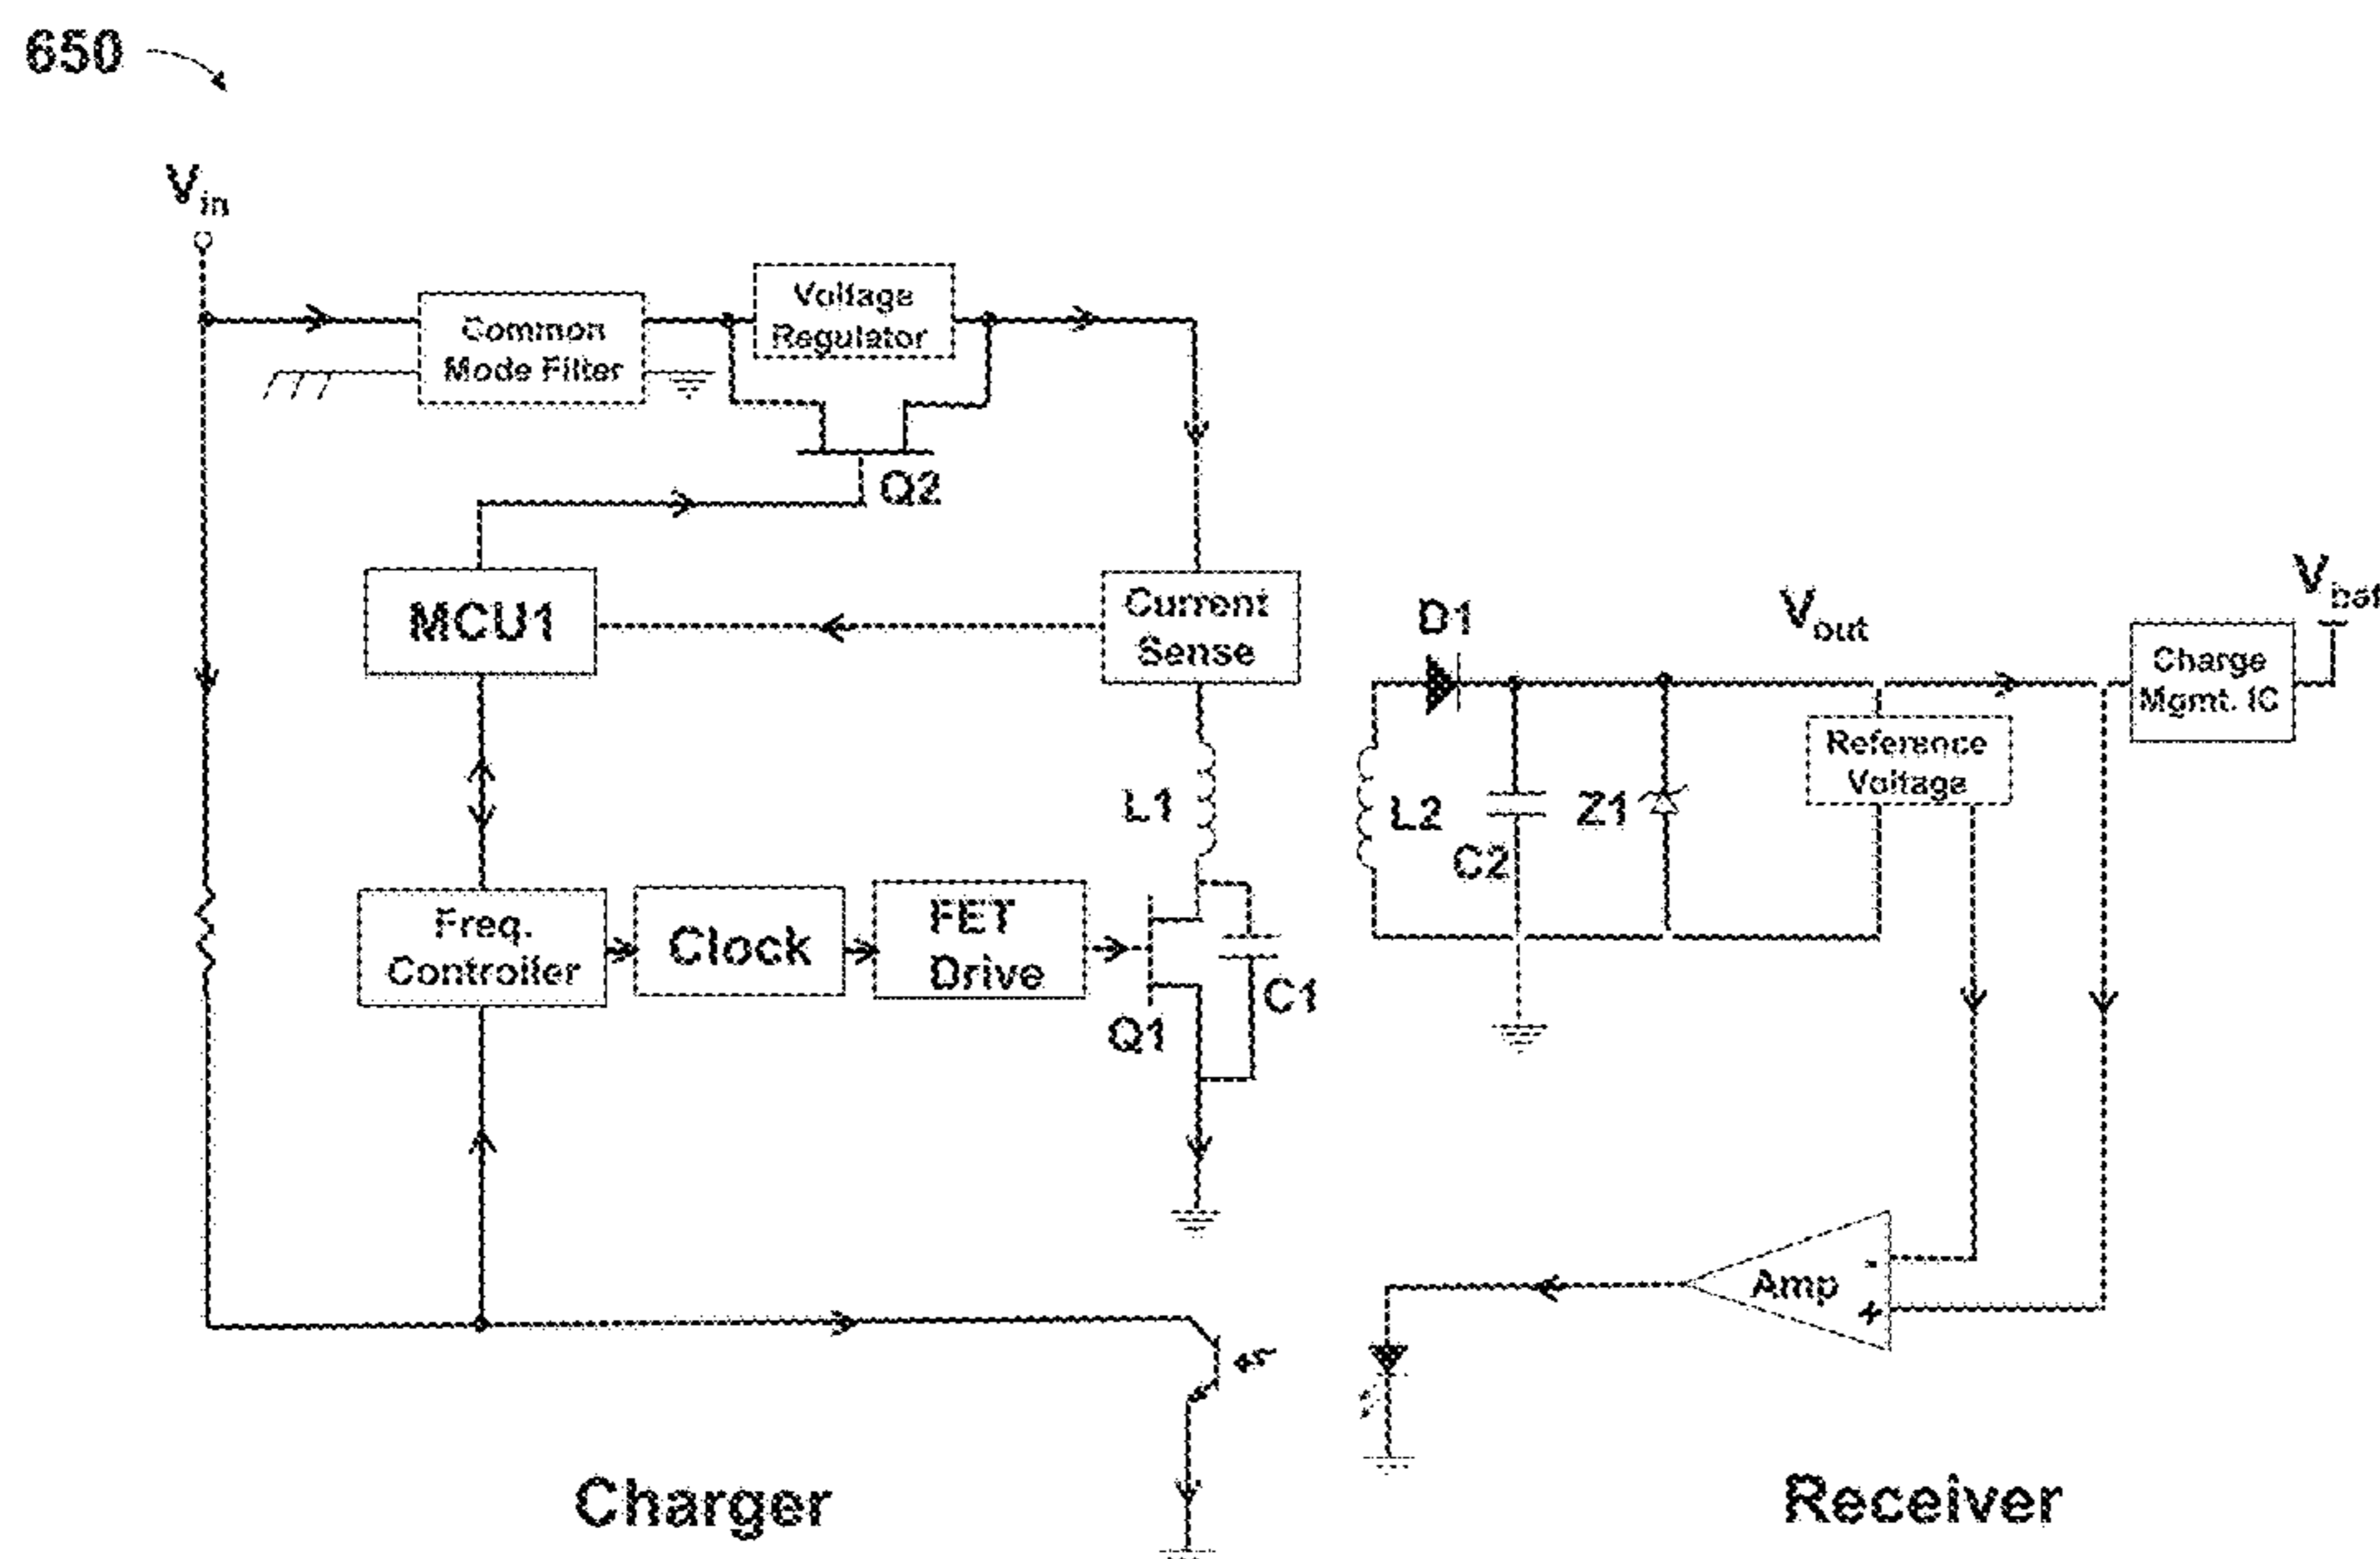 650
Vin
Voltage
Regulator
Common
Mode Filter
Q2
MCU1
Current
Sense
D1
Vout
Vbat
Charge
Mgmt. IC
Reference
Voltage
L1
L2
C2
Z1
Freq.
Controller
Clock
FET
Drive
Q1
C1
-
Amp
+
Charger
Receiver